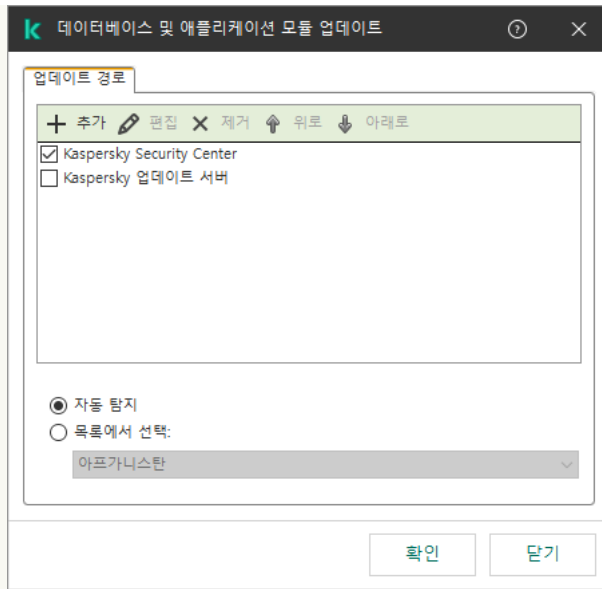 데이터베이스 및 애플리케이션 모듈 업데이트
업데이트 경로
추가 편집 제거 위로 아래로
Kaspersky Security Center
Kaspersky 업데이트 서버
자동 탐지
목록에서 선택:
아프가니스탄
확인 닫기